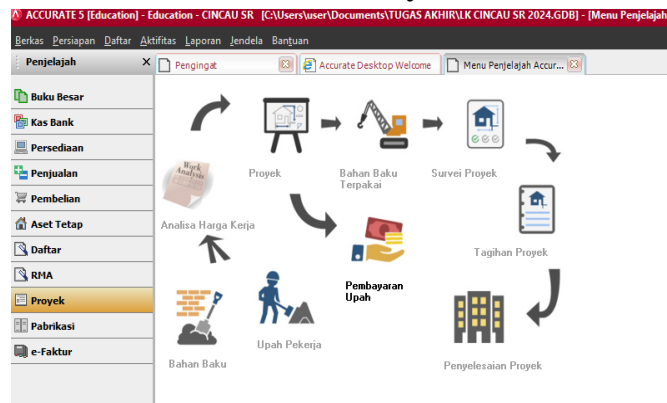 ACCURATE 5 [Education] - Education - CINCAU SR [C:\Users\user\Documents\TUGAS AKHIR\LK CINCAU SR 2024.GDB] - [Menu Penjelajah
Berkas Persiapan Daftar Aktifitas Laporan Jendela Bantuan
Penjelajah X
Pengingat
Accurate Desktop Welcome
Menu Penjelajah Accur...
Buku Besar
Kas Bank
Persediaan
Penjualan
Pembelian
Aset Tetap
Daftar
RMA
Proyek
Pabrikasi
e-Faktur
Work
Analysis
Proyek
Bahan Baku
Terpakai
Survei Proyek
Analisa Harga Kerja
Tagihan Proyek
Pembayaran
Upah
Upah Pekerja
Bahan Baku
Penyelesaian Proyek